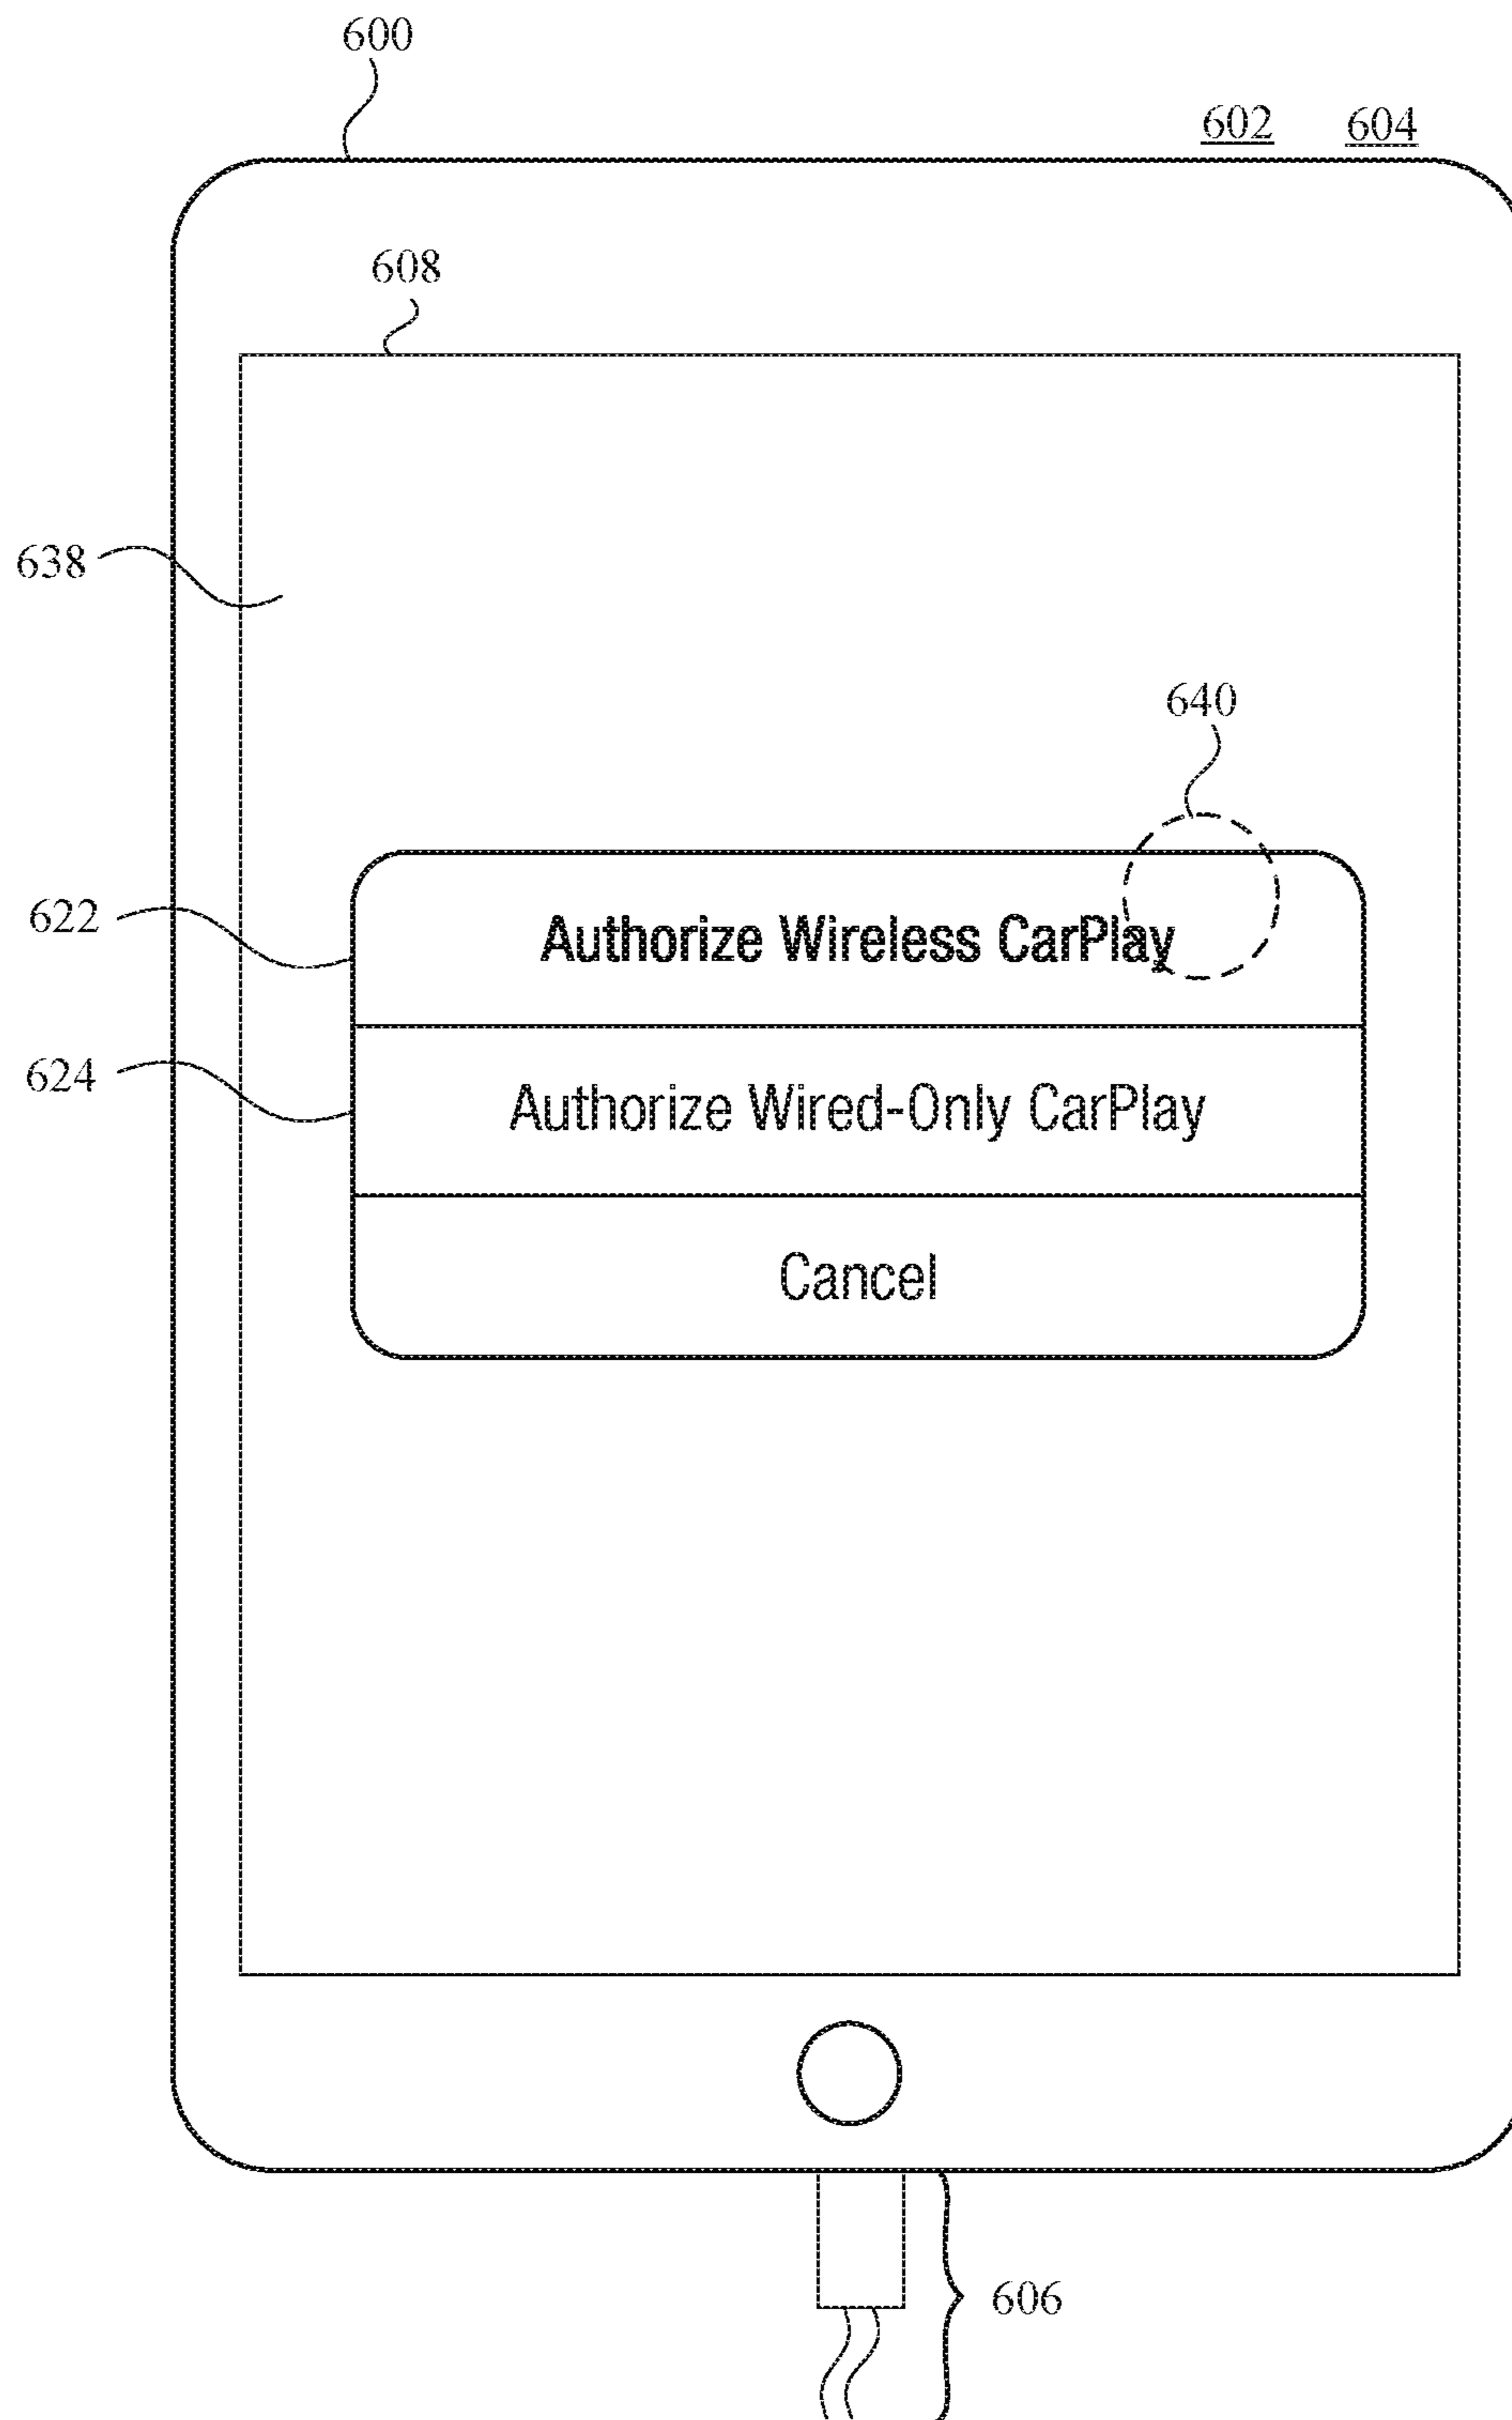 600
602 604
608
638
640
622
Authorize Wireless CarPlay
624
Authorize Wired-Only CarPlay
Cancel
606